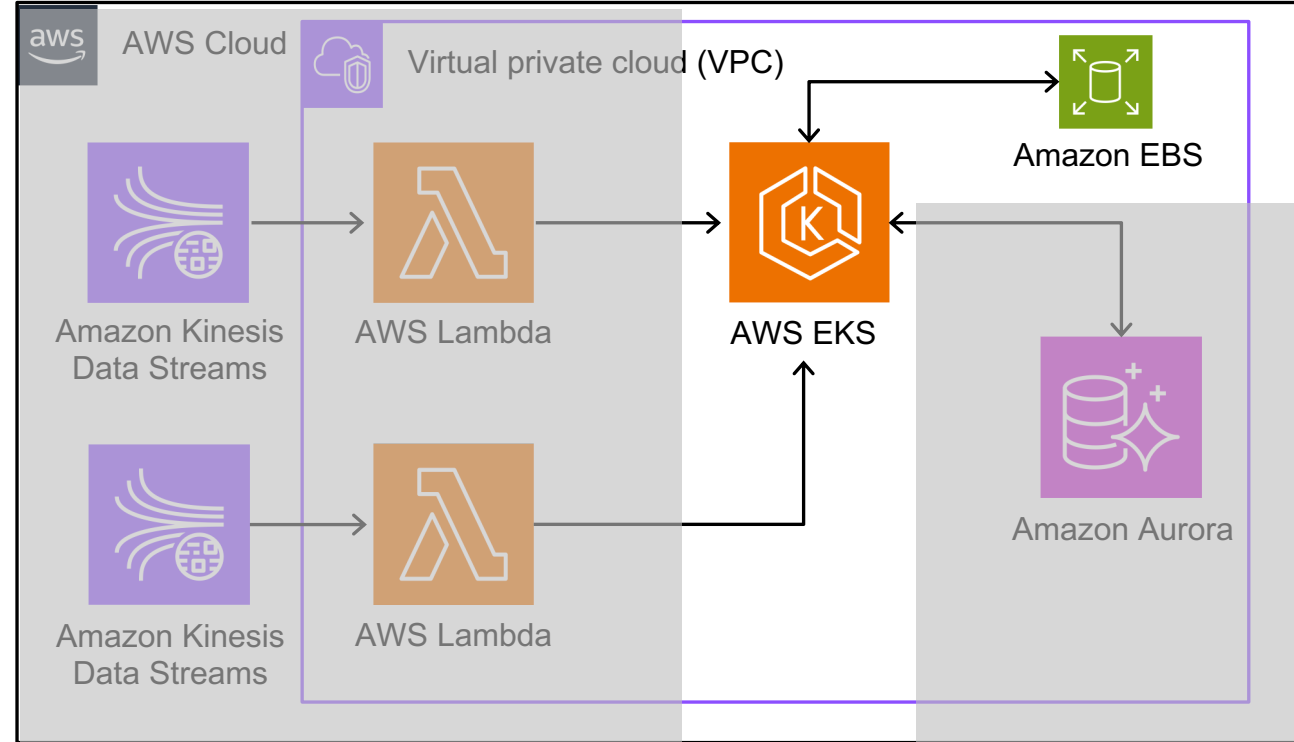 aws
AWS Cloud
Virtual private cloud (VPC)
Amazon EBS
K
Amazon Kinesis
Data Streams
AWS Lambda
AWS EKS
Amazon Aurora
Amazon Kinesis
Data Streams
AWS Lambda